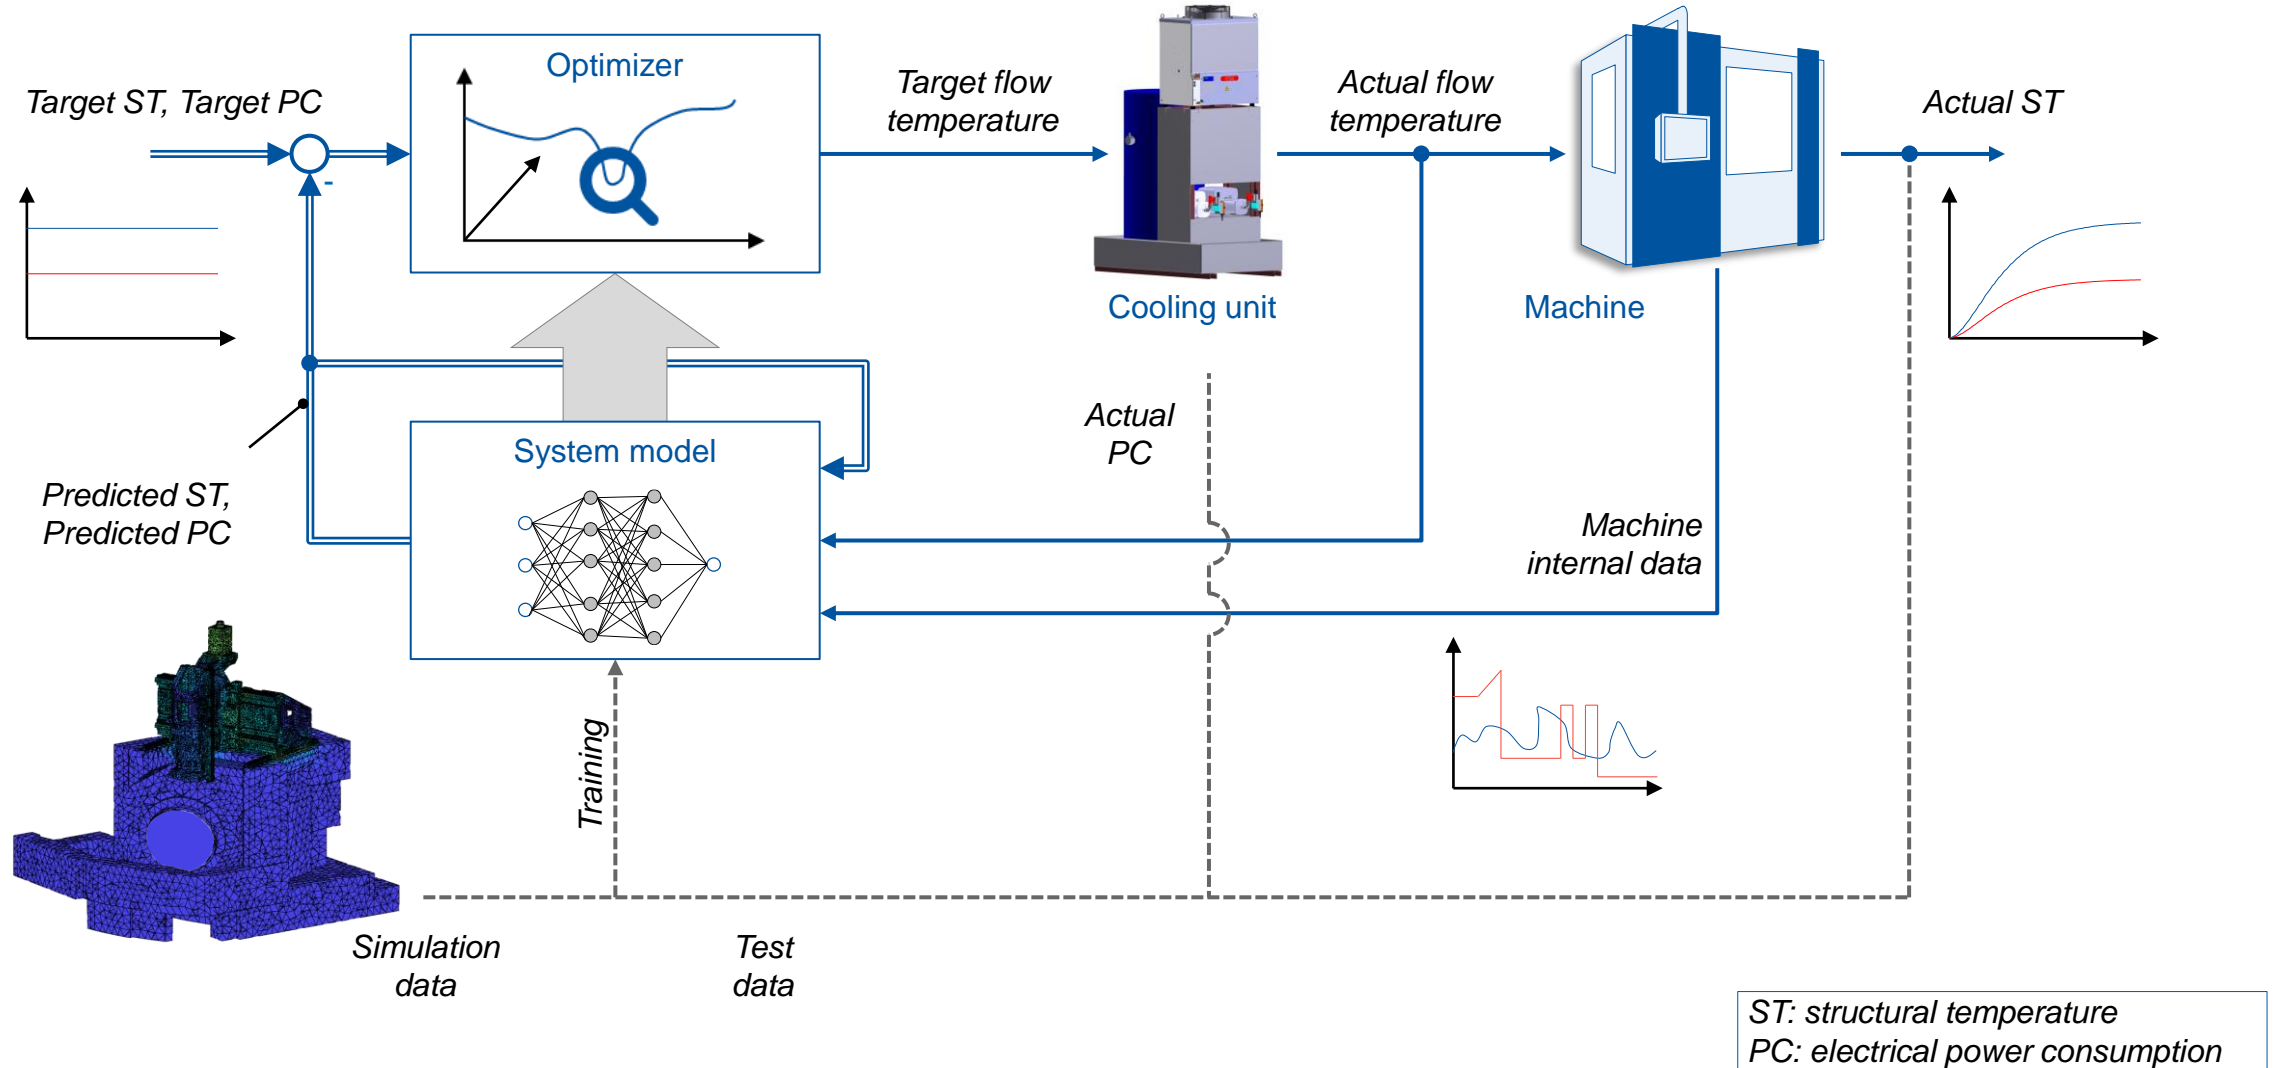 Optimizer
Target ST, Target PC
Target flow
temperature
Actual flow
temperature
Actual ST
-
Cooling unit
Machine
Actual
PC
System model
Predicted ST,
Predicted PC
Machine
internal data
Training
Simulation
data
Test
data
ST: structural temperature
PC: electrical power consumption